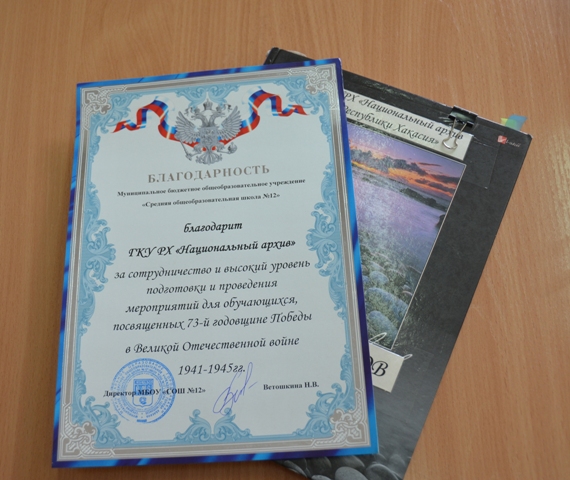 БЛАГОДАРНОСТЬ
Муниципальное бюджетное общеобразовательное учреждение
«Средняя общеобразовательная школа №12»
благодарит
ГКУ РХ «Национальный архив»
за сотрудничество и высокий уровень
подготовки и проведения
мероприятий для обучающихся,
посвященных 73-й годовщине Победы
в Великой Отечественной войне
1941-1945гг.
Директор МБОУ «СОШ №12» Ветошкина И.В.
РХ «Национальный архив
Республики Хакасия»
ОВ